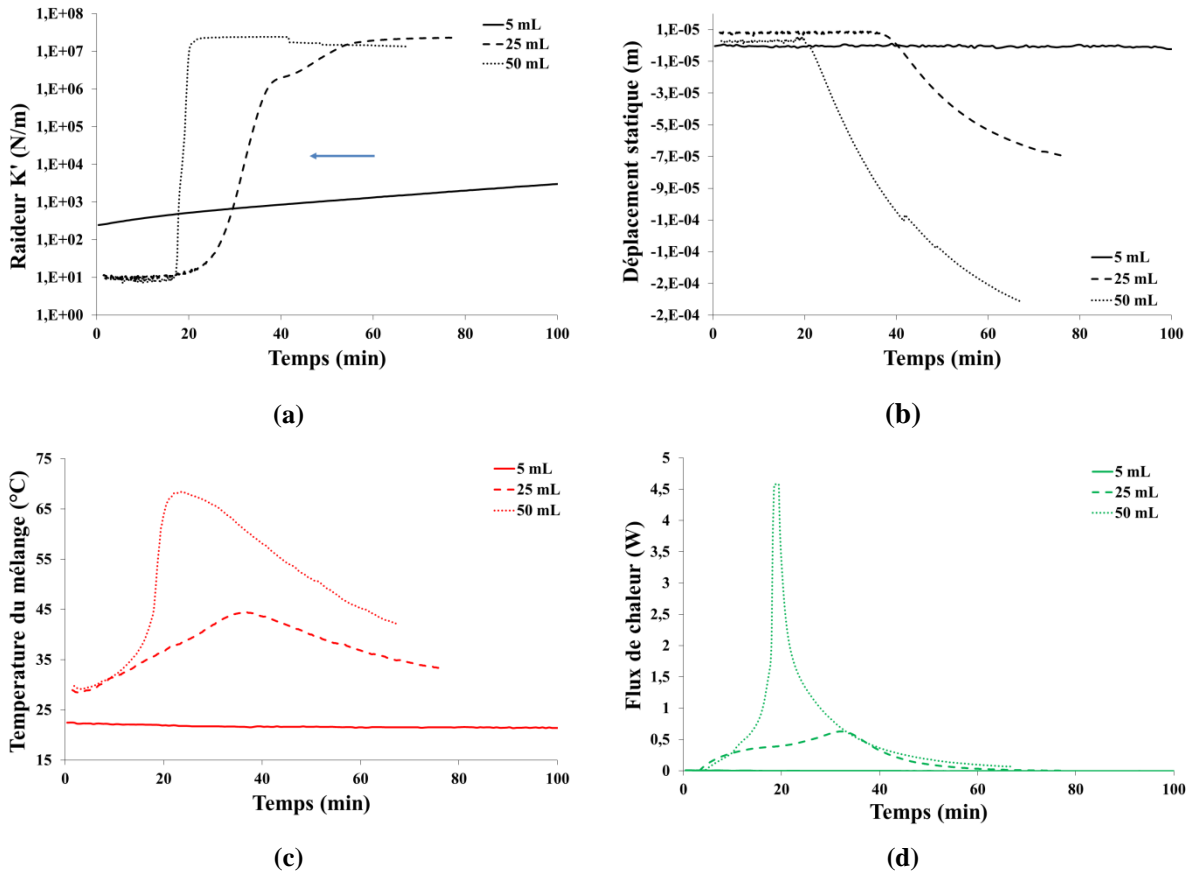 Raideur K' (N/m)
1,E+08
1,E+07
1,E+06
1,E+05
1,E+04
1,E+03
1,E+02
1,E+01
1,E+00
0
20
40
60
80
100
Temps (min)
5 mL
25 mL
50 mL
(a)
Déplacement statique (m)
1,E-05
-1,E-05
-3,E-05
-5,E-05
-7,E-05
-9,E-05
-1,E-04
-1,E-04
-2,E-04
-2,E-04
0
20
40
60
80
100
Temps (min)
5 mL
25 mL
50 mL
(b)
Temperature du mélange (°C)
75
65
55
45
35
25
15
0
20
40
60
80
100
Temps (min)
5 mL
25 mL
50 mL
(c)
Flux de chaleur (W)
5
4,5
4
3,5
3
2,5
2
1,5
1
0,5
0
0
20
40
60
80
100
Temps (min)
5 mL
25 mL
50 mL
(d)